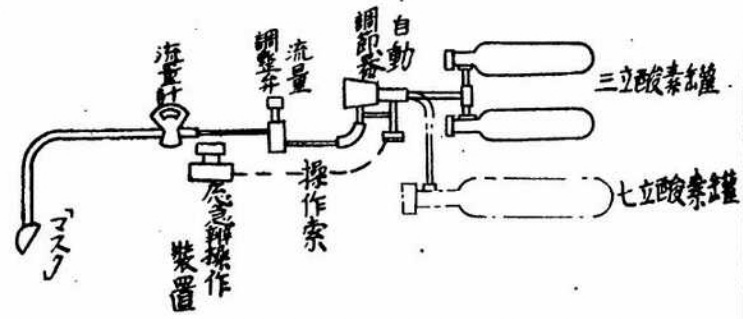 自動
調節器
流量
調整弁
流量計
三立酸素罐
七立酸素罐
操作索
応急弁操作
装置
「マスク」